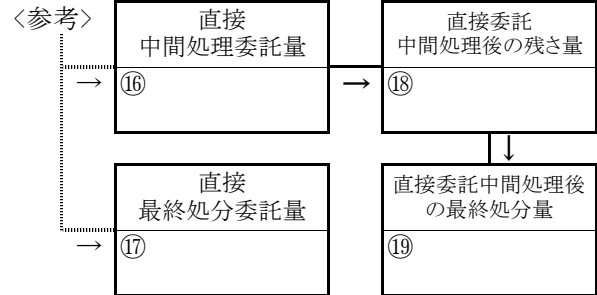 〈参考〉
直接
中間処理委託量
→ ⑯
直接委託
中間処理後の残さ量
→ ⑱
↓
直接
最終処分委託量
→ ⑰
直接委託中間処理後
の最終処分量
⑲